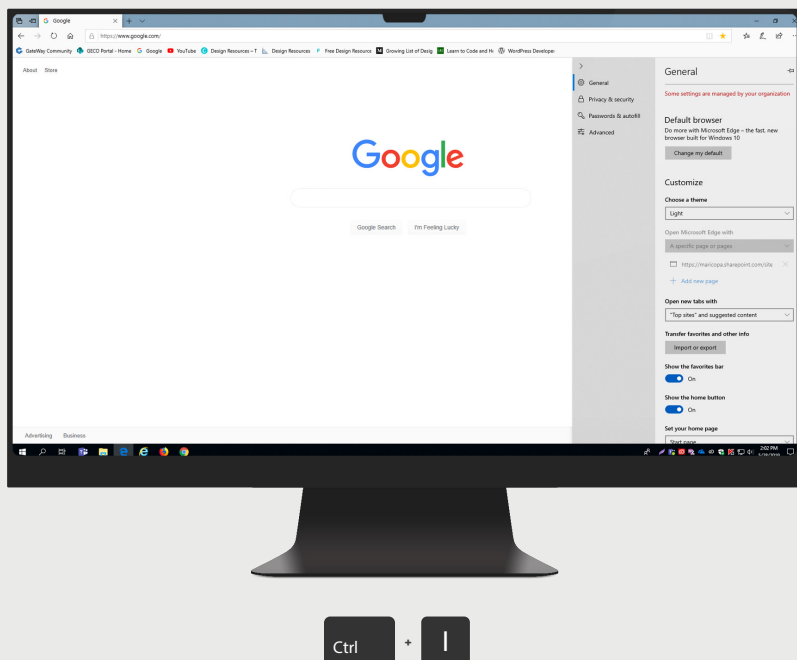 G Google
https://www.google.com/
GateWay Community GECO Portal - Home G Google YouTube Design Resources – T Design Resources F Free Design Resource Growing List of Desig Learn to Code and H WordPress Develope
About Store
General
Privacy & security
Passwords & autofill
Advanced
General
Some settings are managed by your organization
Default browser
Do more with Microsoft Edge – the fast, new
browser built for Windows 10
Change my default
Customize
Choose a theme
Light
Open Microsoft Edge with
A specific page or pages
https://maricopa.sharepoint.com/site
+ Add new page
Open new tabs with
"Top sites" and suggested content
Transfer favorites and other info
Import or export
Show the favorites bar
On
Show the home button
On
Set your home page
Start page
Google
Google Search I'm Feeling Lucky
Advertising Business
2:02 PM
Ctrl + I